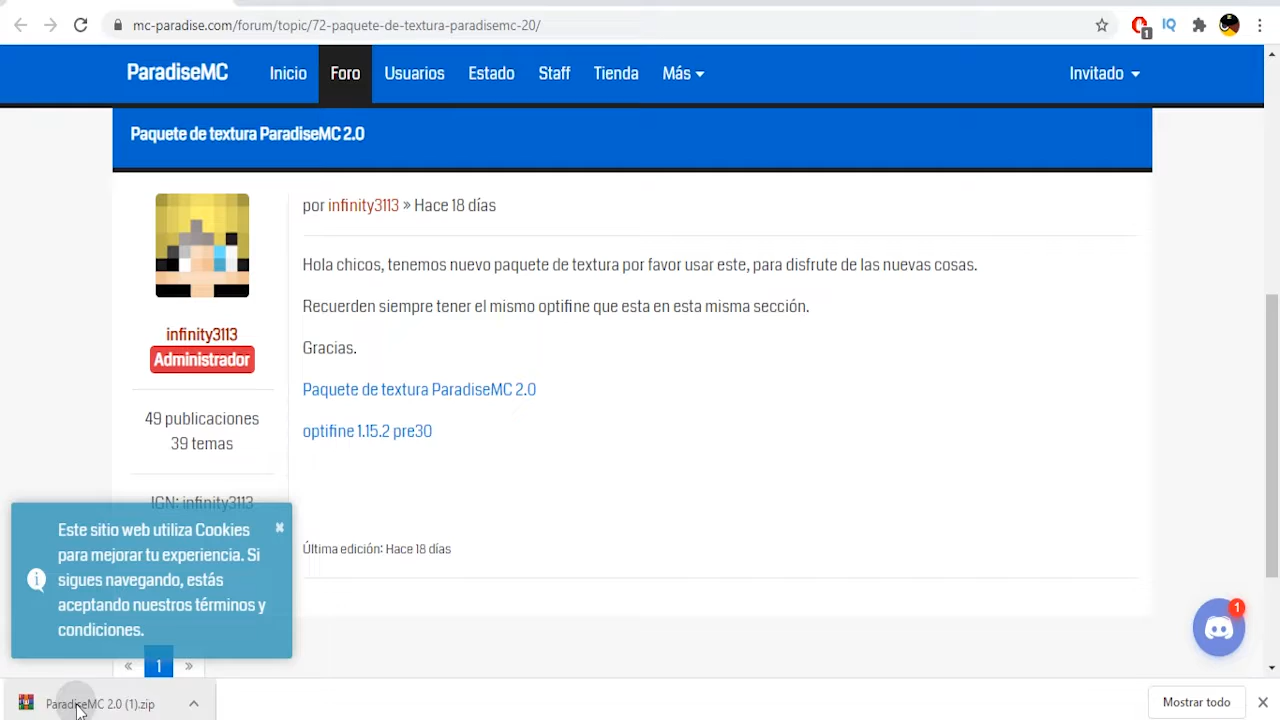 mc-paradise.com/forum/topic/72-paquete-de-textura-paradisemc-20/
1
IQ
ParadiseMC Inicio Foro Usuarios Estado Staff Tienda Más Invitado
Paquete de textura ParadiseMC 2.0
por infinity3113 » Hace 18 días
Hola chicos, tenemos nuevo paquete de textura por favor usar este, para disfrute de las nuevas cosas.
Recuerden siempre tener el mismo optifine que esta en esta misma sección.
Gracias.
Paquete de textura ParadiseMC 2.0
optifine 1.15.2 pre30
Última edición: Hace 18 días
infinity3113
Administrador
49 publicaciones
39 temas
IGN: infinity3113
Este sitio web utiliza Cookies
para mejorar tu experiencia. Si
sigues navegando, estás
aceptando nuestros términos y
condiciones.
×
« 1 »
1
ParadiseMC 2.0 (1).zip
Mostrar todo